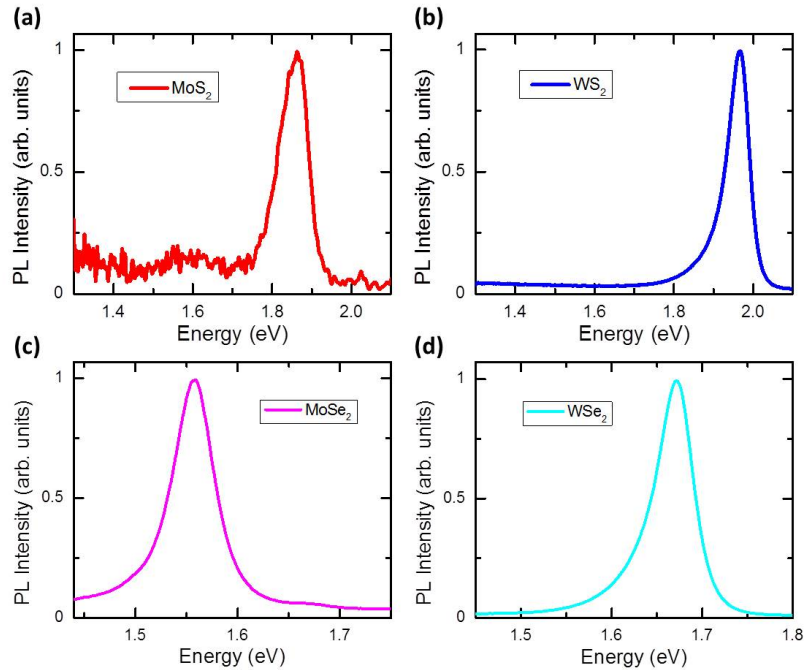 (a)
PL Intensity (arb. units)
1
0.5
0
MoS₂
1.4 1.6 1.8 2.0
Energy (eV)
(b)
PL Intensity (arb. units)
1
0.5
0
WS₂
1.4 1.6 1.8 2.0
Energy (eV)
(c)
PL Intensity (arb. units)
1
0.5
0
MoSe₂
1.5 1.6 1.7
Energy (eV)
(d)
PL Intensity (arb. units)
1
0.5
0
WSe₂
1.5 1.6 1.7 1.8
Energy (eV)